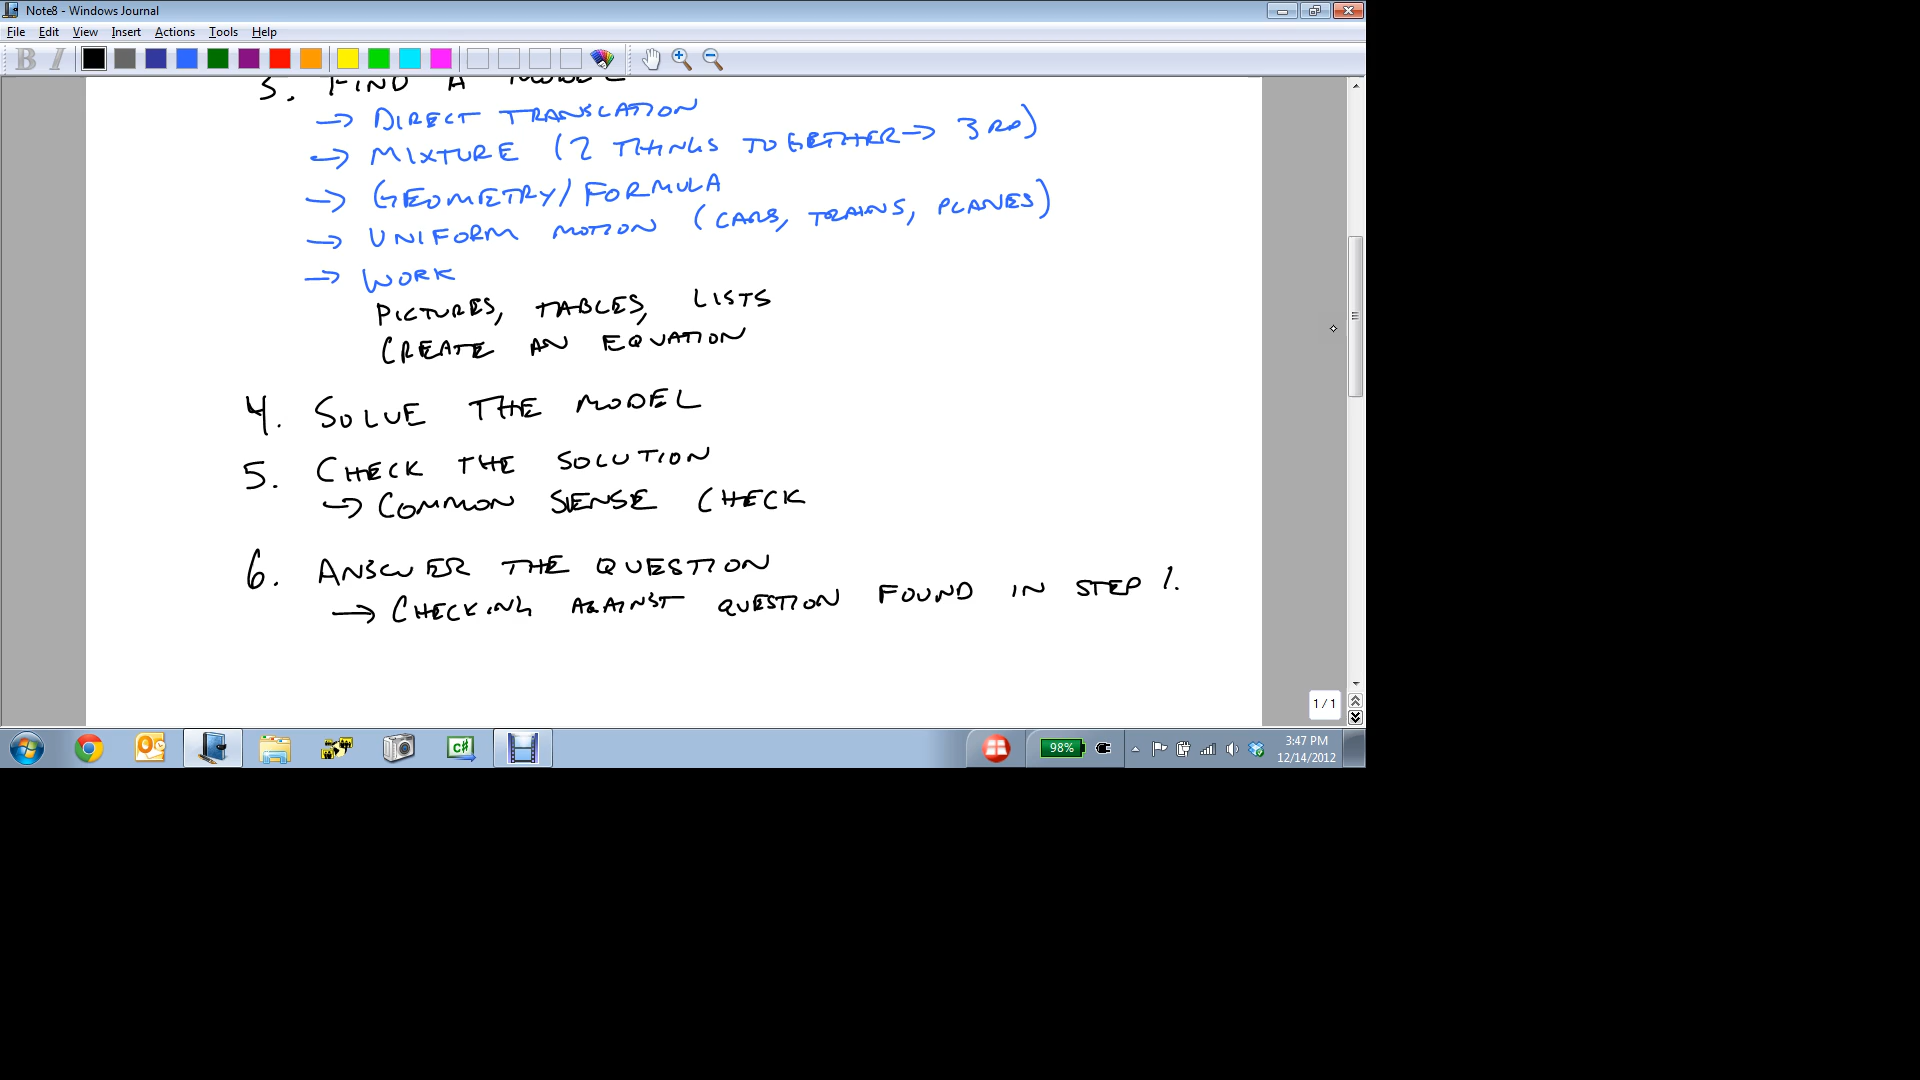 Note8 - Windows Journal
File Edit View Insert Actions Tools Help
B I
3. FIND A MODEL
→ DIRECT TRANSLATION
→ MIXTURE (2 THINGS TOGETHER → 3RD)
→ GEOMETRY/FORMULA
→ UNIFORM MOTION (CARS, TRAINS, PLANES)
→ WORK
PICTURES, TABLES, LISTS
CREATE AN EQUATION
4. SOLVE THE MODEL
5. CHECK THE SOLUTION
→ COMMON SENSE CHECK
6. ANSWER THE QUESTION
→ CHECKING AGAINST QUESTION FOUND IN STEP 1.
1 / 1
C#
98%
3:47 PM
12/14/2012